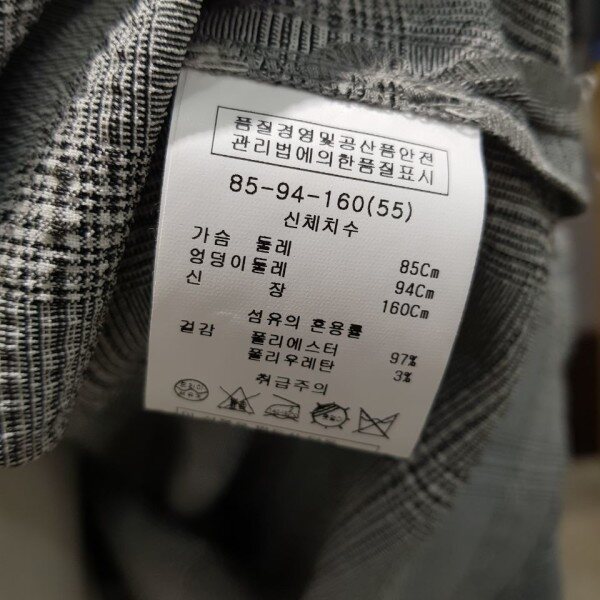 품질경영및공산품안전
관리법에의한품질표시
85-94-160(55)
신체치수
가슴 둘레 85Cm
엉덩이둘레 94Cm
신 장 160Cm
섬유의 혼용률
겉감 폴리에스터 97%
폴리우레탄 3%
취급주의
드라이